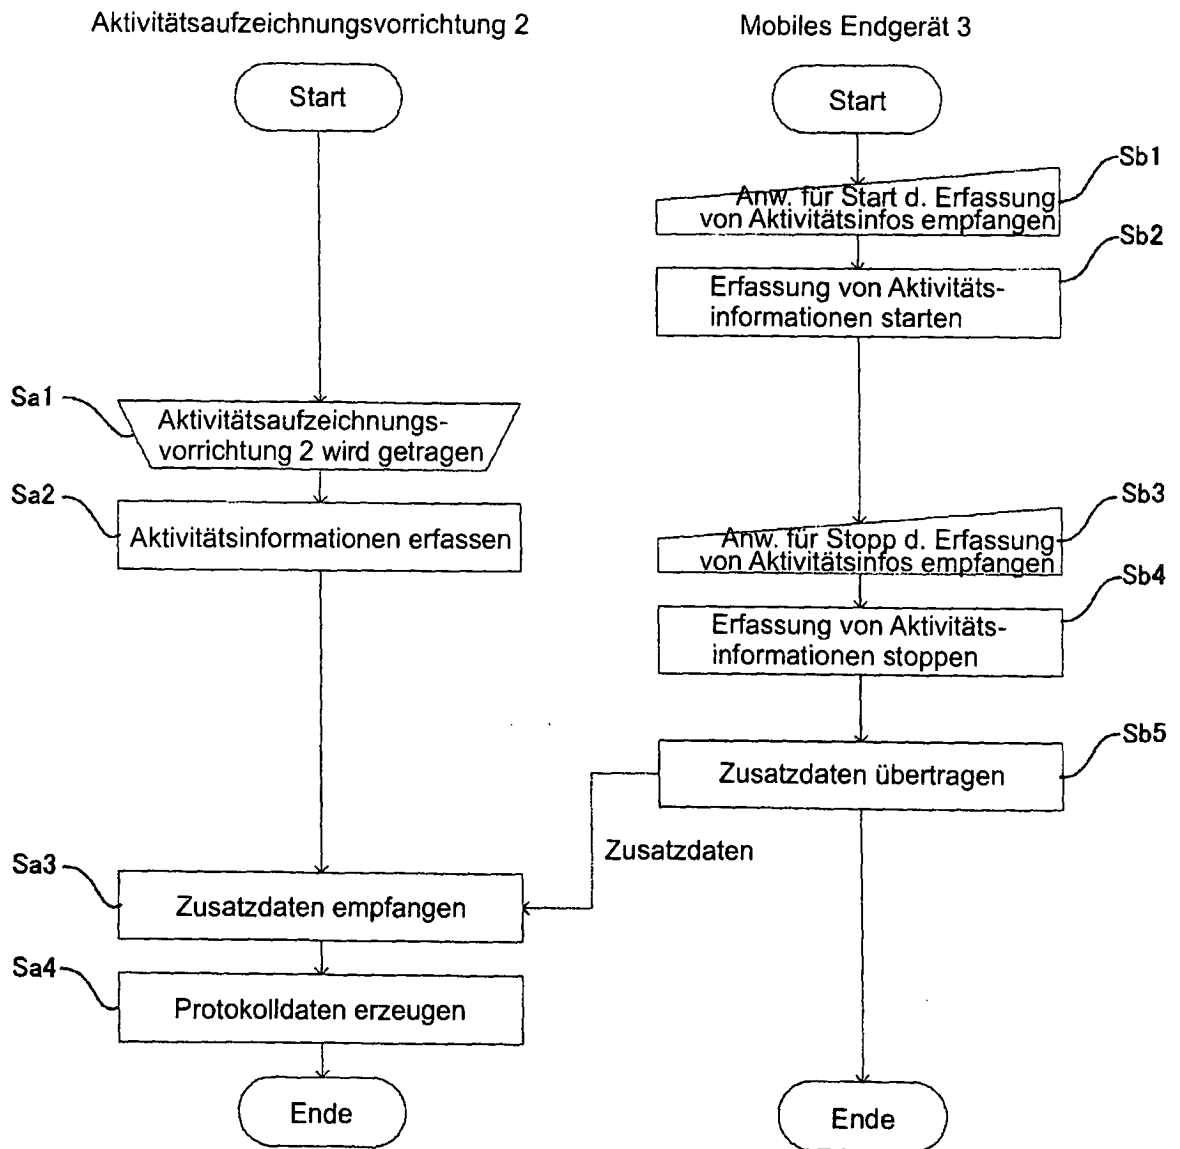 Aktivitätsaufzeichnungsvorrichtung 2
Start
Sa1
Aktivitätsaufzeichnungs-
vorrichtung 2 wird getragen
Sa2
Aktivitätsinformationen erfassen
Sa3
Zusatzdaten empfangen
Sa4
Protokolldaten erzeugen
Ende
Mobiles Endgerät 3
Start
Sb1
Anw. für Start d. Erfassung
von Aktivitätsinfos empfangen
Sb2
Erfassung von Aktivitäts-
informationen starten
Sb3
Anw. für Stopp d. Erfassung
von Aktivitätsinfos empfangen
Sb4
Erfassung von Aktivitäts-
informationen stoppen
Sb5
Zusatzdaten übertragen
Zusatzdaten
Ende